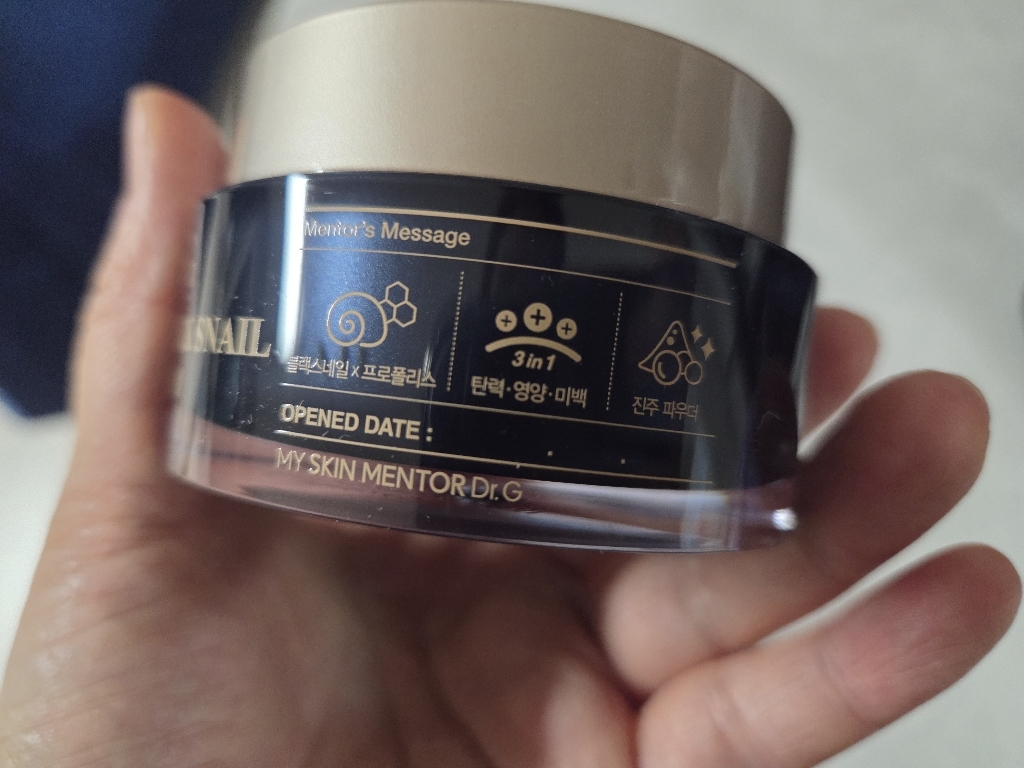 Mentor's Message
SNAIL
블랙스네일 x 프로폴리스
3 in 1
탄력·영양·미백
진주 파우더
OPENED DATE : . .
MY SKIN MENTOR Dr.G